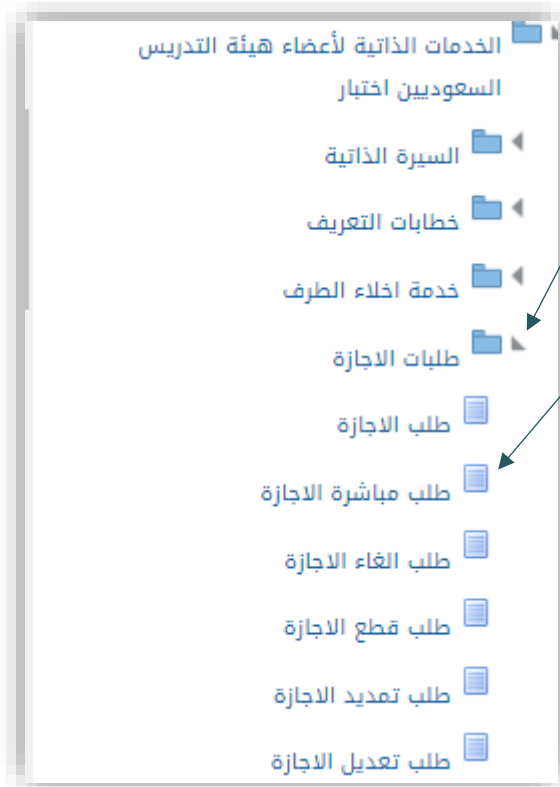 الخدمات الذاتية لأعضاء هيئة التدريس
السعوديين اختبار
السيرة الذاتية
خطابات التعريف
خدمة اخلاء الطرف
طلبات الاجازة
طلب الاجازة
طلب مباشرة الاجازة
طلب الغاء الاجازة
طلب قطع الاجازة
طلب تمديد الاجازة
طلب تعديل الاجازة